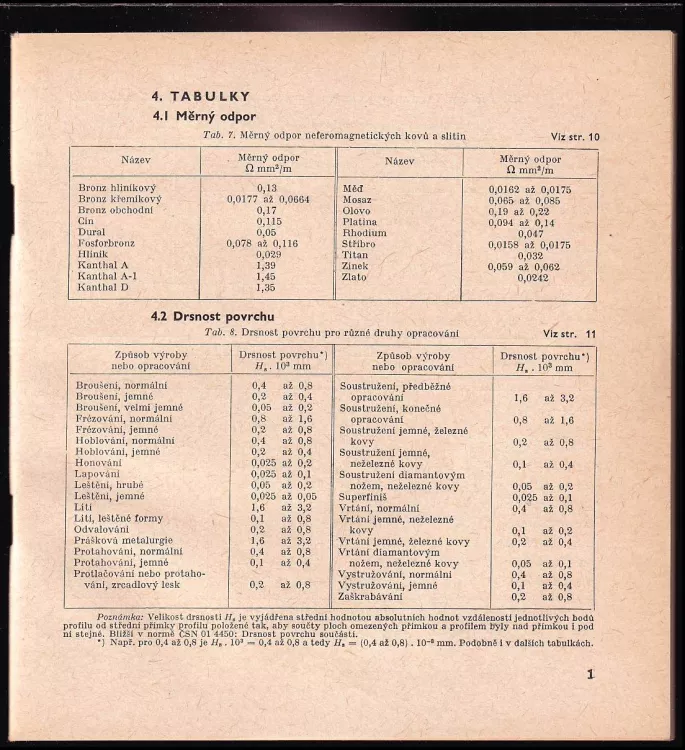 4. TABULKY
4.1 Měrný odpor
Tab. 7. Měrný odpor neferomagnetických kovů a slitin Viz str. 10
Název Měrný odpor Ω mm²/m Název Měrný odpor Ω mm²/m
Bronz hliníkový 0,13 Měď 0,0162 až 0,0175
Bronz křemíkový 0,0177 až 0,0664 Mosaz 0,065 až 0,085
Bronz obchodní 0,17 Olovo 0,19 až 0,22
Cín 0,115 Platina 0,094 až 0,14
Dural 0,05 Rhodium 0,047
Fosforbronz 0,078 až 0,116 Stříbro 0,0158 až 0,0175
Hliník 0,029 Titan 0,032
Kanthal A 1,39 Zinek 0,059 až 0,062
Kanthal A-1 1,45 Zlato 0,0242
Kanthal D 1,35
4.2 Drsnost povrchu
Tab. 8. Drsnost povrchu pro různé druhy opracování Viz str. 11
Způsob výroby Drsnost povrchu*) Způsob výroby Drsnost povrchu*)
nebo opracování Hs . 10³ mm nebo opracování Hs . 10³ mm
Broušení, normální 0,4 až 0,8 Soustružení, předběžné
Broušení, jemné 0,2 až 0,4 opracování 1,6 až 3,2
Broušení, velmi jemné 0,05 až 0,2 Soustružení, konečné
Frézování, normální 0,8 až 1,6 opracování 0,8 až 1,6
Frézování, jemné 0,2 až 0,8 Soustružení jemné, železné
Hoblování, normální 0,4 až 0,8 kovy 0,2 až 0,8
Hoblování, jemné 0,2 až 0,4 Soustružení jemné,
Honování 0,025 až 0,2 neželezné kovy 0,1 až 0,4
Lapování 0,025 až 0,1 Soustružení diamantovým
Leštění, hrubé 0,05 až 0,2 nožem, neželezné kovy 0,05 až 0,2
Leštění, jemné 0,025 až 0,05 Superfiniš 0,025 až 0,1
Lití 1,6 až 3,2 Vrtání, normální 0,4 až 0,8
Lití, leštěné formy 0,1 až 0,8 Vrtání jemné, neželezné
Odvalování 0,2 až 0,8 kovy 0,1 až 0,2
Prášková metalurgie 1,6 až 3,2 Vrtání jemné, železné kovy 0,2 až 0,4
Protahování, normální 0,4 až 0,8 Vrtání diamantovým
Protahování, jemné 0,1 až 0,4 nožem, neželezné kovy 0,05 až 0,1
Protlačování nebo protaho- Vystružování, normální 0,4 až 0,8
vání, zrcadlový lesk 0,2 až 0,8 Vystružování, jemné 0,1 až 0,4
Zaškrabávání 0,2 až 0,8
Poznámka: Velikost drsnosti Hs je vyjádřena střední hodnotou absolutních hodnot vzdáleností jednotlivých bodů
profilu od střední přímky profilu položené tak, aby součty ploch omezených přímkou a profilem byly nad přímkou i pod
ní stejné. Bližší v normě ČSN 01 4450: Drsnost povrchu součástí.
*) Např. pro 0,4 až 0,8 je Hs . 10³ = 0,4 až 0,8 a tedy Hs = (0,4 až 0,8) . 10⁻³ mm. Podobně i v dalších tabulkách.
1